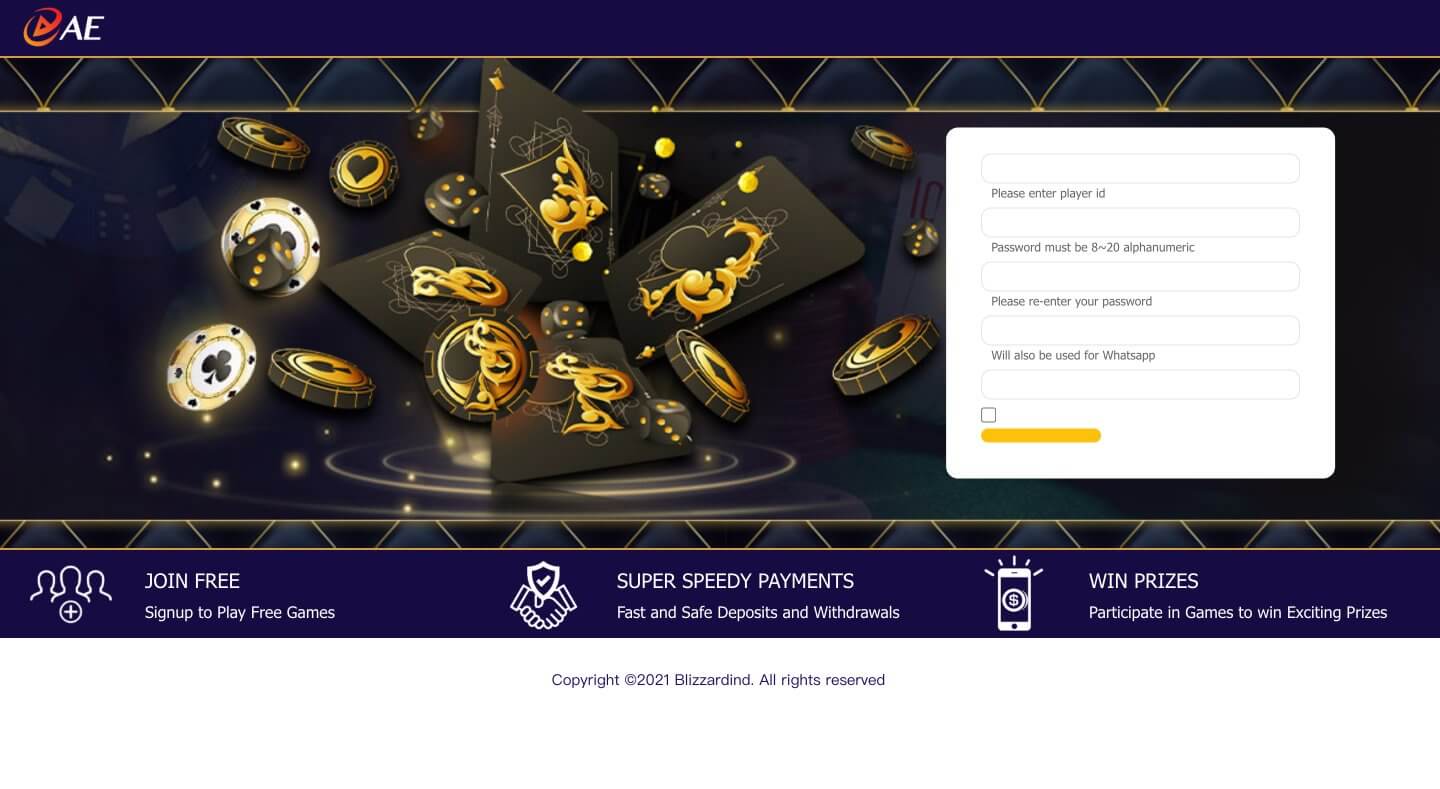 AE
Please enter player id
Password must be 8~20 alphanumeric
Please re-enter your password
Will also be used for Whatsapp
JOIN FREE
Signup to Play Free Games
SUPER SPEEDY PAYMENTS
Fast and Safe Deposits and Withdrawals
WIN PRIZES
Participate in Games to win Exciting Prizes
Copyright ©2021 Blizzardind. All rights reserved